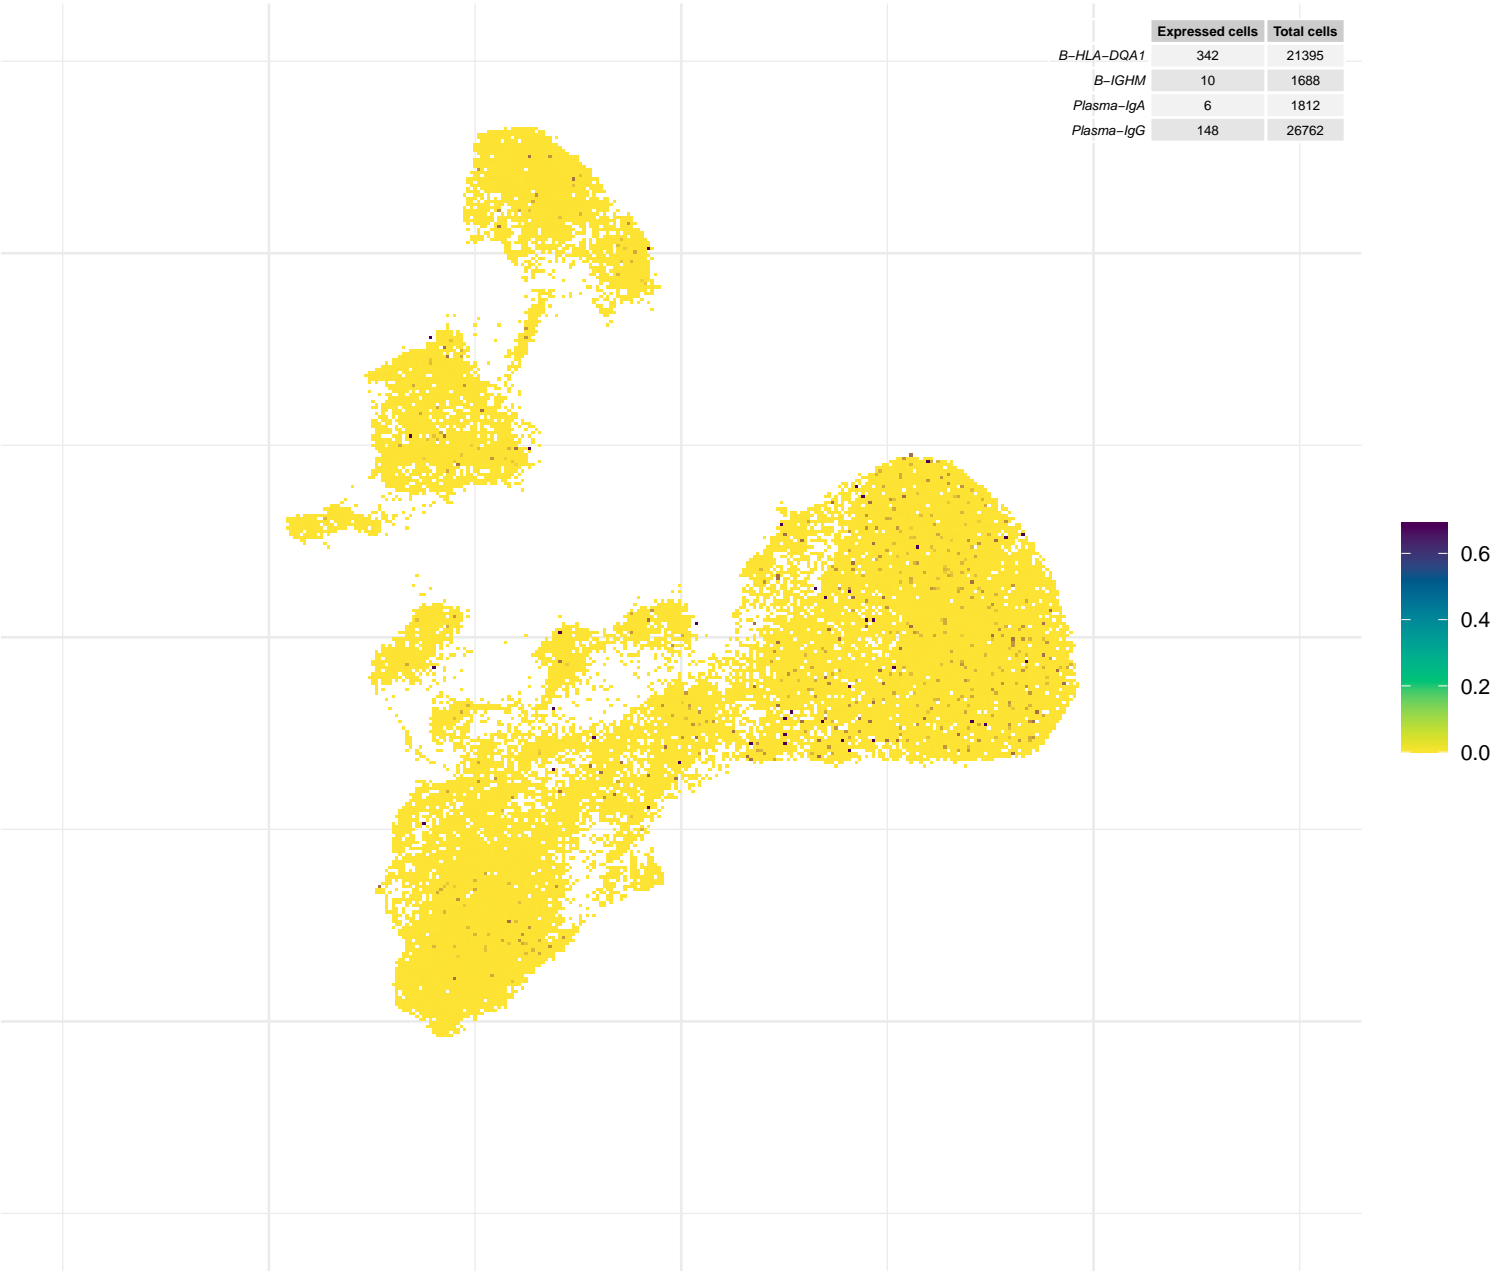 Expressed cells Total cells
B−HLA−DQA1 342 21395
B−IGHM 10 1688
Plasma−IgA 6 1812
Plasma−IgG 148 26762
0.6
0.4
0.2
0.0